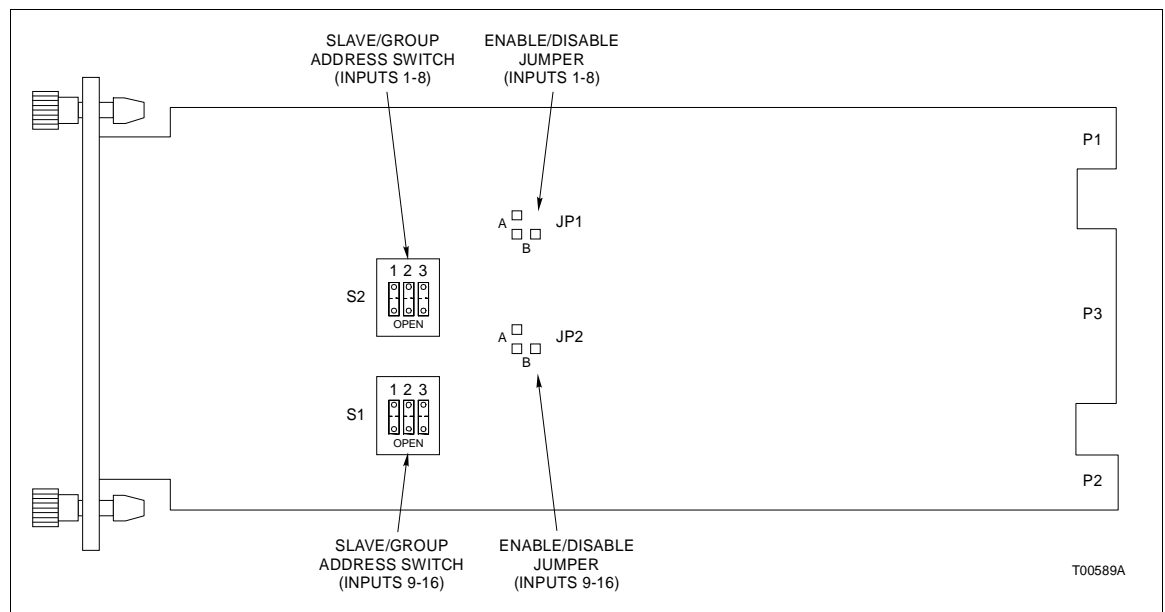 SLAVE/GROUP
ADDRESS SWITCH
(INPUTS 1-8)
ENABLE/DISABLE
JUMPER
(INPUTS 1-8)
P1
A
JP1
B
1 2 3
S2
OPEN
P3
A
JP2
B
1 2 3
S1
OPEN
P2
SLAVE/GROUP
ADDRESS SWITCH
(INPUTS 9-16)
ENABLE/DISABLE
JUMPER
(INPUTS 9-16)
T00589A